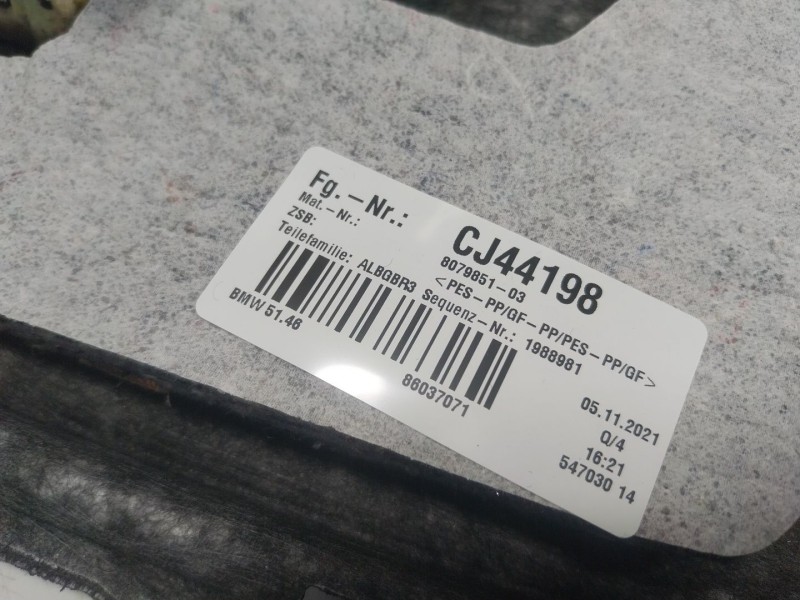 Fg.-Nr.: CJ44198
Mat.-Nr.: 8079851-03
ZSB: <PES-PP/GF-PP/PES-PP/GF>
Teilefamilie: ALBGBR3 Sequenz-Nr.: 1988981
BMW 51.46
86037071
05.11.2021
Q/4
16:21
547030 14